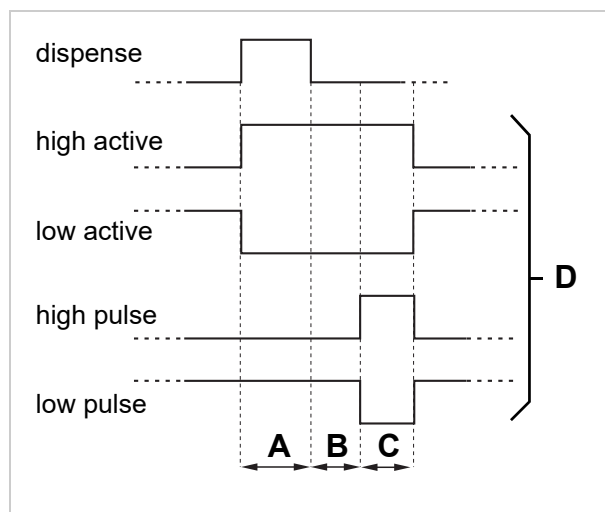 dispense
high active
low active
D
high pulse
low pulse
A B C